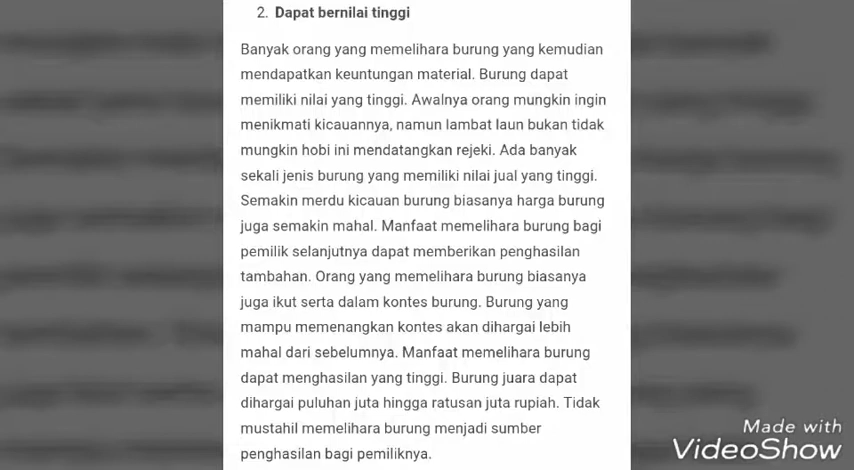 2. Dapat bernilai tinggi
Banyak orang yang memelihara burung yang kemudian
mendapatkan keuntungan material. Burung dapat
memiliki nilai yang tinggi. Awalnya orang mungkin ingin
menikmati kicauannya, namun lambat laun bukan tidak
mungkin hobi ini mendatangkan rejeki. Ada banyak
sekali jenis burung yang memiliki nilai jual yang tinggi.
Semakin merdu kicauan burung biasanya harga burung
juga semakin mahal. Manfaat memelihara burung bagi
pemilik selanjutnya dapat memberikan penghasilan
tambahan. Orang yang memelihara burung biasanya
juga ikut serta dalam kontes burung. Burung yang
mampu memenangkan kontes akan dihargai lebih
mahal dari sebelumnya. Manfaat memelihara burung
dapat menghasilan yang tinggi. Burung juara dapat
dihargai puluhan juta hingga ratusan juta rupiah. Tidak
mustahil memelihara burung menjadi sumber
penghasilan bagi pemiliknya.
Made with
VideoShow